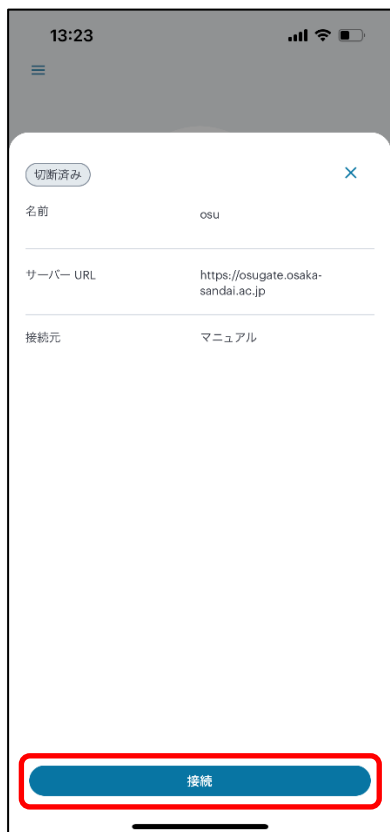 13:23
切断済み
名前 osu
サーバー URL https://osugate.osaka-
sandai.ac.jp
接続元 マニュアル
接続